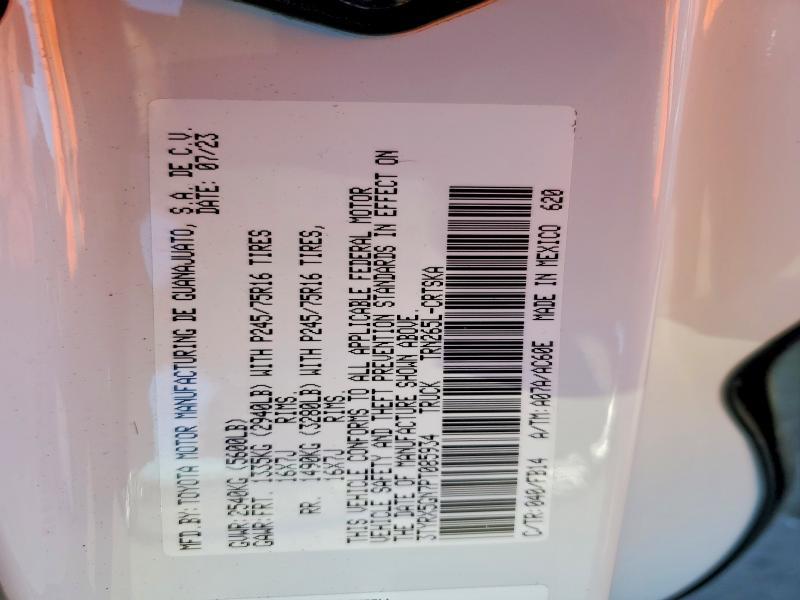 MFD.BY: TOYOTA MOTOR MANUFACTURING DE GUANAJUATO, S.A. DE C.V.
DATE: 07/23
GVWR: 2540KG (5600LB)
GAWR: FRT. 1335KG (2940LB) WITH P245/75R16 TIRES
16X7J RIMS.
RR. 1490KG (3280LB) WITH P245/75R16 TIRES,
16X7J RIMS.
THIS VEHICLE CONFORMS TO ALL APPLICABLE FEDERAL MOTOR
VEHICLE SAFETY AND THEFT PREVENTION STANDARDS IN EFFECT ON
THE DATE OF MANUFACTURE SHOWN ABOVE.
3TYRX5GN7PT085934 TRUCK TRN265L-CRTSKA
C/TR:040/FB14 A/TM:A07A/AC60E MADE IN MEXICO 620